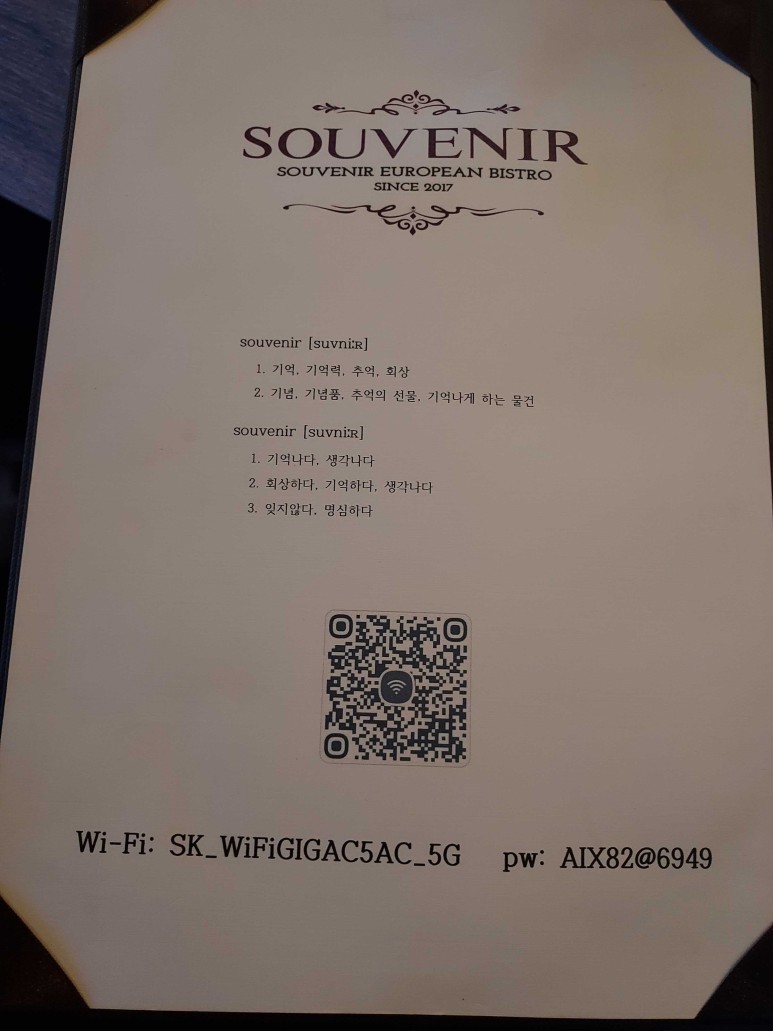 SOUVENIR
SOUVENIR EUROPEAN BISTRO
SINCE 2017
souvenir [suvniːʀ]
1. 기억, 기억력, 추억, 회상
2. 기념, 기념품, 추억의 선물, 기억나게 하는 물건
souvenir [suvniːʀ]
1. 기억나다, 생각나다
2. 회상하다, 기억하다, 생각나다
3. 잊지않다, 명심하다
Wi-Fi: SK_WiFiGIGAC5AC_5G pw: AIX82@6949